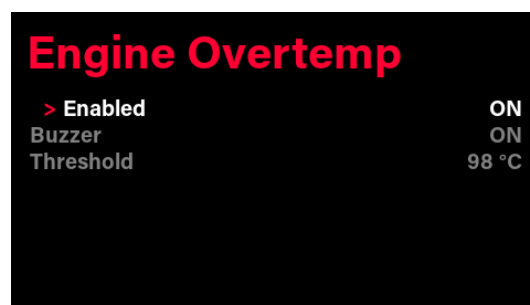 Engine Overtemp
> Enabled ON
Buzzer ON
Threshold 98 °C